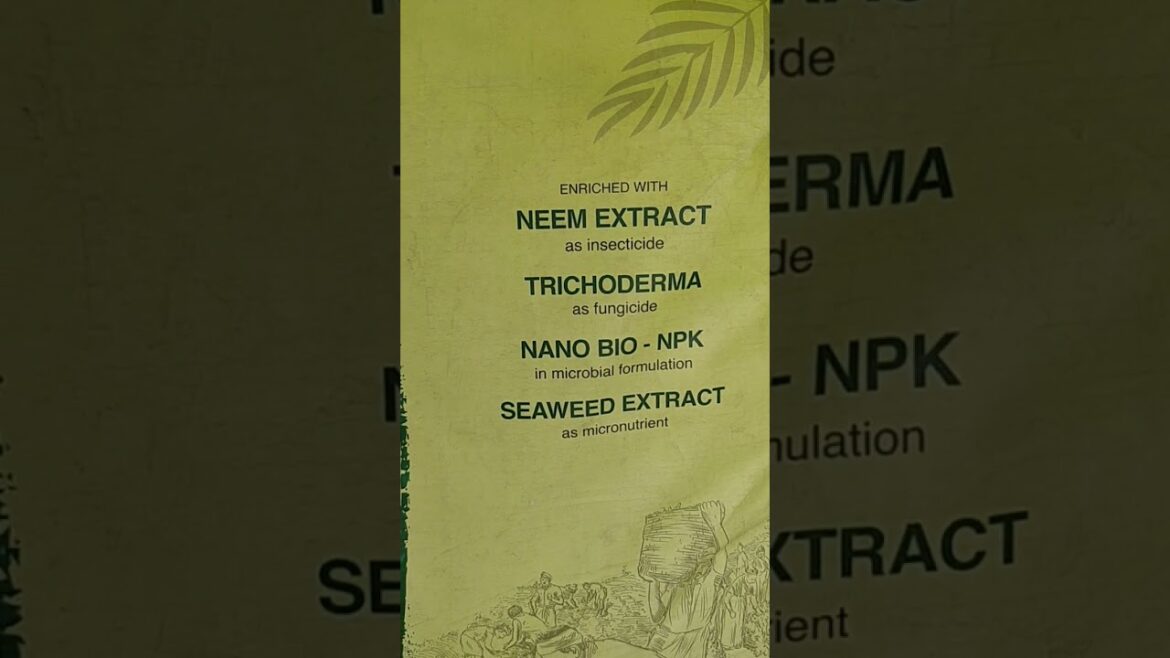 ENRICHED WITH
NEEM EXTRACT
as insecticide
TRICHODERMA
as fungicide
NANO BIO - NPK
in microbial formulation
SEAWEED EXTRACT
as micronutrient